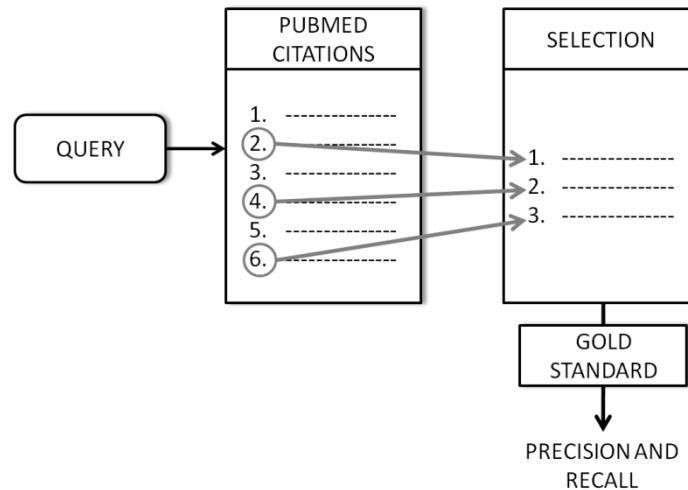 PUBMED
CITATIONS
SELECTION
QUERY
1. ----------------
2. ----------------
3. ----------------
4. ----------------
5. ----------------
6. ----------------
1. ----------------
2. ----------------
3. ----------------
GOLD
STANDARD
PRECISION AND
RECALL